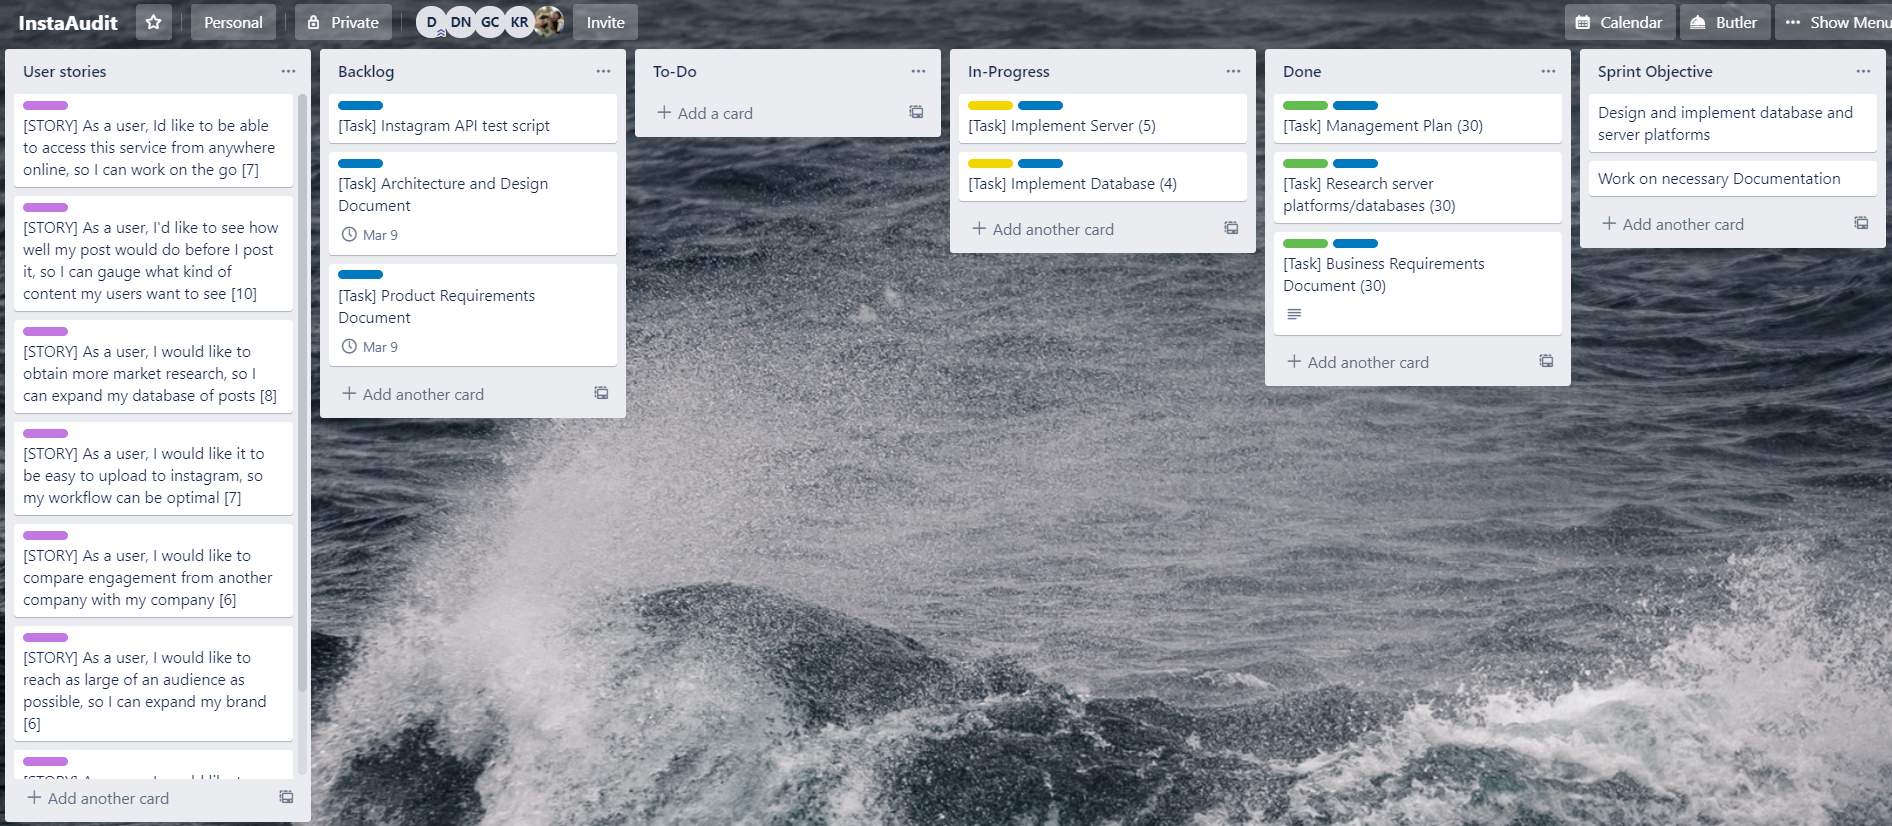 InstaAudit
Personal
Private
D DN GC KR
Invite
Calendar
Butler
Show Menu
User stories
[STORY] As a user, Id like to be able
to access this service from anywhere
online, so I can work on the go [7]
[STORY] As a user, I'd like to see how
well my post would do before I post
it, so I can gauge what kind of
content my users want to see [10]
[STORY] As a user, I would like to
obtain more market research, so I
can expand my database of posts [8]
[STORY] As a user, I would like it to
be easy to upload to instagram, so
my workflow can be optimal [7]
[STORY] As a user, I would like to
compare engagement from another
company with my company [6]
[STORY] As a user, I would like to
reach as large of an audience as
possible, so I can expand my brand
[6]
[STORY] As a user, I would like to
+ Add another card
Backlog
[Task] Instagram API test script
[Task] Architecture and Design
Document
Mar 9
[Task] Product Requirements
Document
Mar 9
+ Add another card
To-Do
+ Add a card
In-Progress
[Task] Implement Server (5)
[Task] Implement Database (4)
+ Add another card
Done
[Task] Management Plan (30)
[Task] Research server
platforms/databases (30)
[Task] Business Requirements
Document (30)
+ Add another card
Sprint Objective
Design and implement database and
server platforms
Work on necessary Documentation
+ Add another card